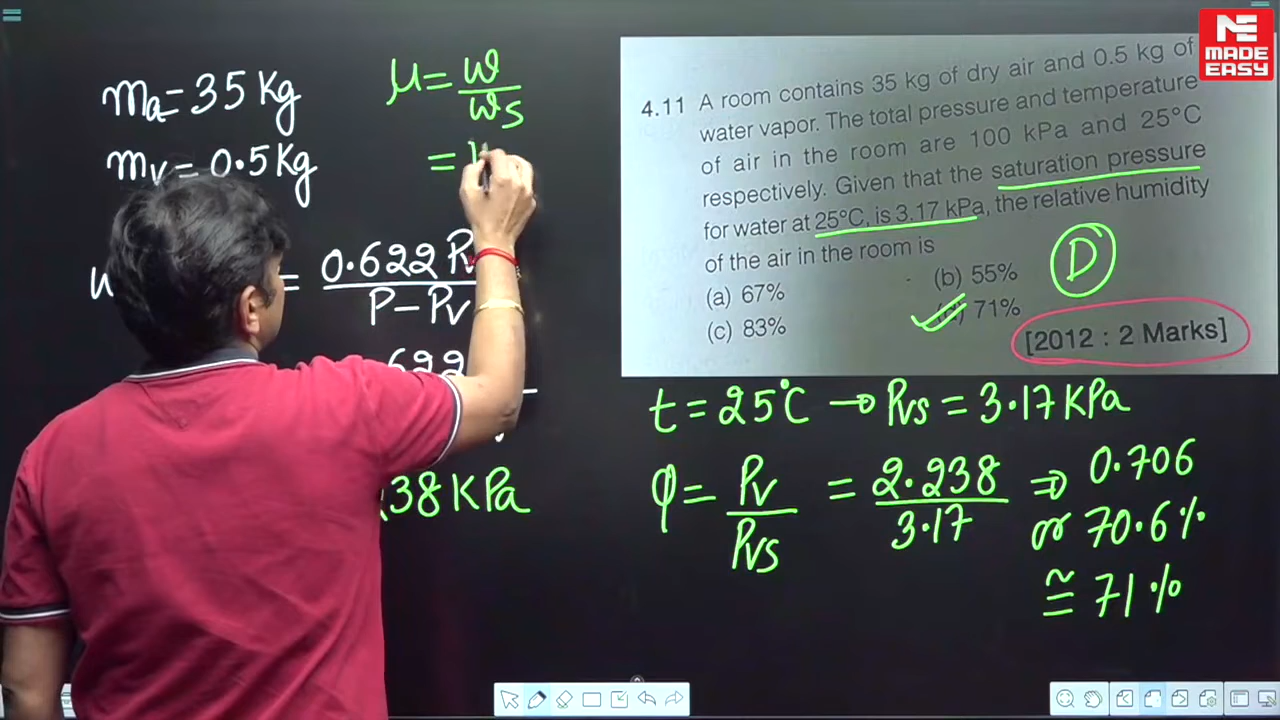 ma = 35 Kg
mv = 0.5 Kg
= 0.622 P
P - Pv
622
38 KPa
μ = w
ws
=
MADE
EASY
4.11 A room contains 35 kg of dry air and 0.5 kg of
water vapor. The total pressure and temperature
of air in the room are 100 kPa and 25°C
respectively. Given that the saturation pressure
for water at 25°C, is 3.17 kPa, the relative humidity
of the air in the room is
(a) 67% (b) 55%
(c) 83% 71%
D
[2012 : 2 Marks]
t = 25°C → Pvs = 3.17 KPa
φ = Pv = 2.238 ⇒ 0.706
Pvs 3.17 or 70.6%
≅ 71%